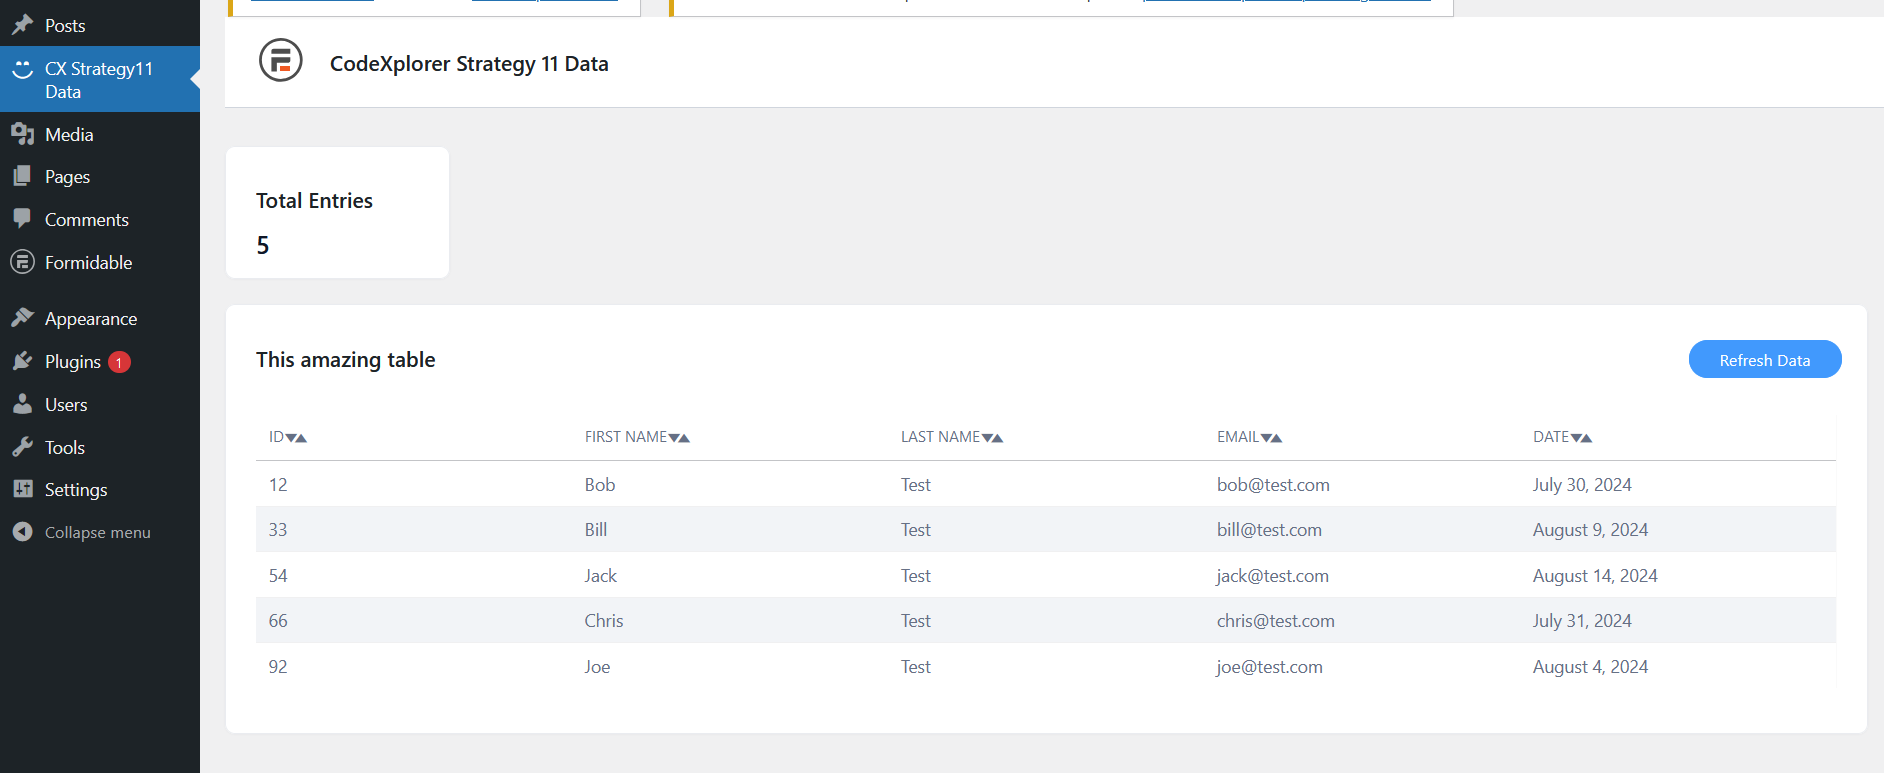 Posts
CX Strategy11
Data
Media
Pages
Comments
Formidable
Appearance
Plugins 1
Users
Tools
Settings
Collapse menu
CodeXplorer Strategy 11 Data
Total Entries
5
This amazing table
Refresh Data
ID▼▲ FIRST NAME▼▲ LAST NAME▼▲ EMAIL▼▲ DATE▼▲
12 Bob Test bob@test.com July 30, 2024
33 Bill Test bill@test.com August 9, 2024
54 Jack Test jack@test.com August 14, 2024
66 Chris Test chris@test.com July 31, 2024
92 Joe Test joe@test.com August 4, 2024